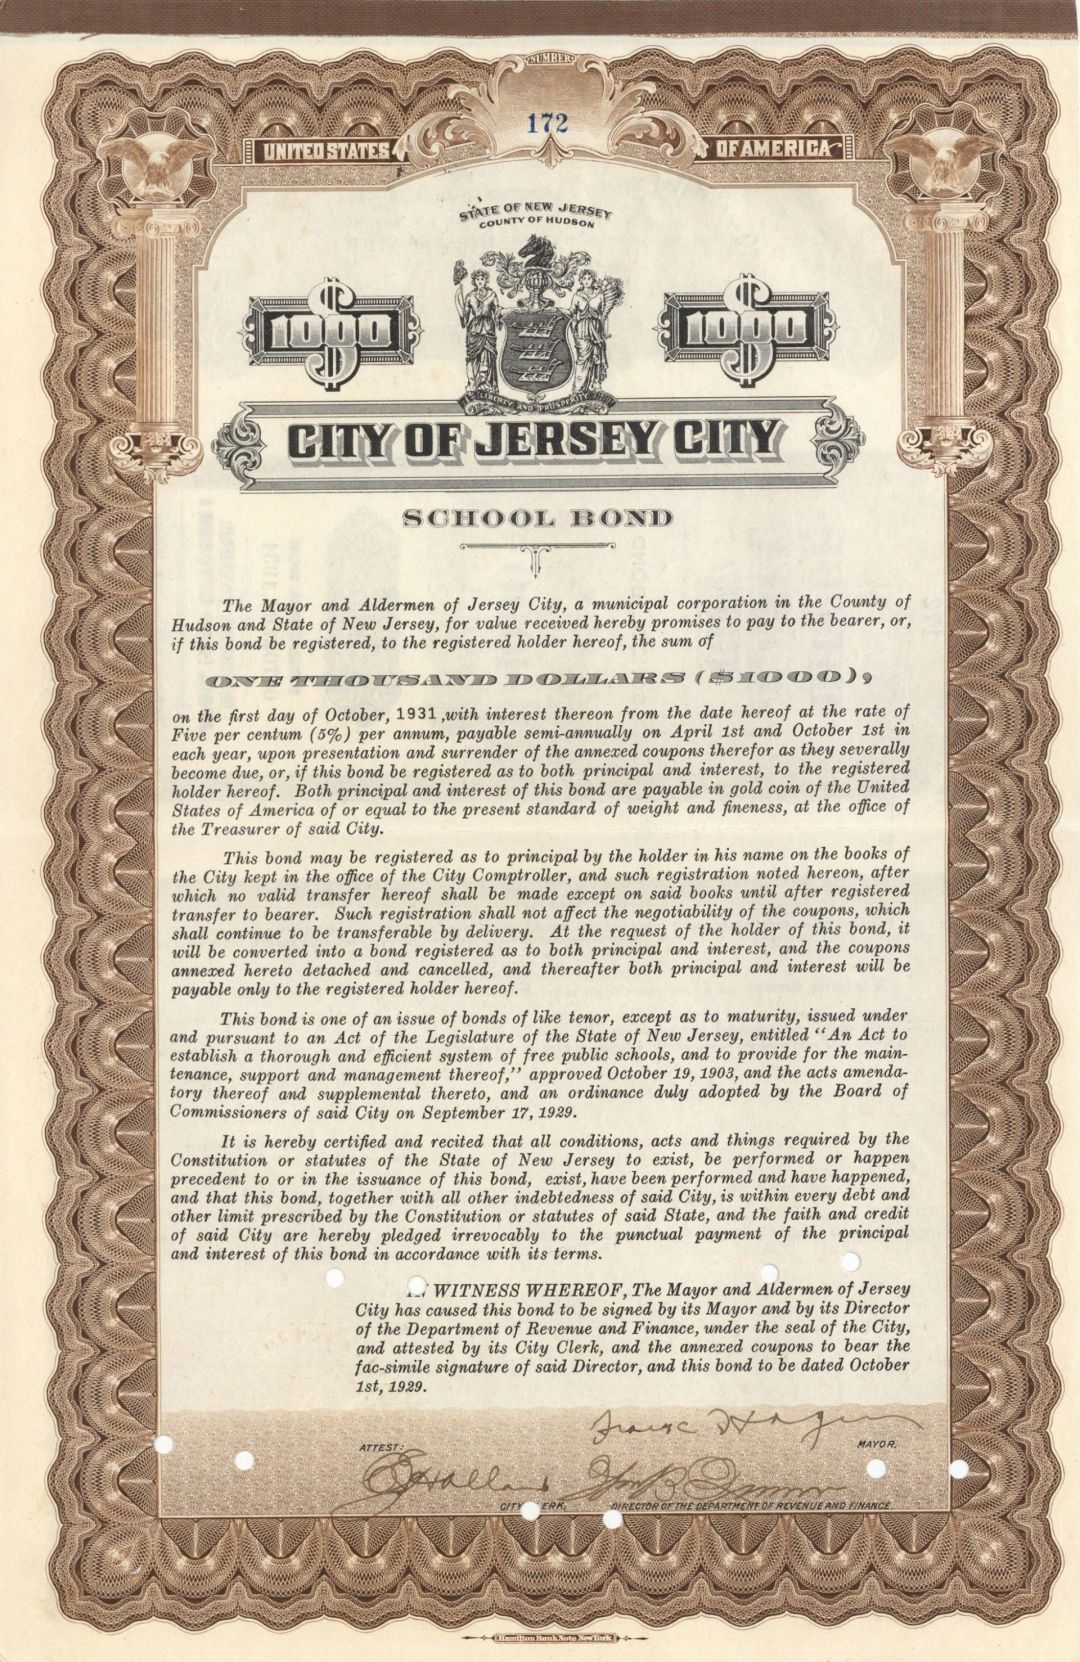 NUMBER
172
UNITED STATES OF AMERICA
STATE OF NEW JERSEY
COUNTY OF HUDSON
$1000 $1000
LIBERTY AND PROSPERITY
CITY OF JERSEY CITY
SCHOOL BOND
The Mayor and Aldermen of Jersey City, a municipal corporation in the County of
Hudson and State of New Jersey, for value received hereby promises to pay to the bearer, or,
if this bond be registered, to the registered holder hereof, the sum of
ONE THOUSAND DOLLARS ($1000),
on the first day of October, 1931, with interest thereon from the date hereof at the rate of
Five per centum (5%) per annum, payable semi-annually on April 1st and October 1st in
each year, upon presentation and surrender of the annexed coupons therefor as they severally
become due, or, if this bond be registered as to both principal and interest, to the registered
holder hereof. Both principal and interest of this bond are payable in gold coin of the United
States of America of or equal to the present standard of weight and fineness, at the office of
the Treasurer of said City.
This bond may be registered as to principal by the holder in his name on the books of
the City kept in the office of the City Comptroller, and such registration noted hereon, after
which no valid transfer hereof shall be made except on said books until after registered
transfer to bearer. Such registration shall not affect the negotiability of the coupons, which
shall continue to be transferable by delivery. At the request of the holder of this bond, it
will be converted into a bond registered as to both principal and interest, and the coupons
annexed hereto detached and cancelled, and thereafter both principal and interest will be
payable only to the registered holder hereof.
This bond is one of an issue of bonds of like tenor, except as to maturity, issued under
and pursuant to an Act of the Legislature of the State of New Jersey, entitled "An Act to
establish a thorough and efficient system of free public schools, and to provide for the main-
tenance, support and management thereof," approved October 19, 1903, and the acts amenda-
tory thereof and supplemental thereto, and an ordinance duly adopted by the Board of
Commissioners of said City on September 17, 1929.
It is hereby certified and recited that all conditions, acts and things required by the
Constitution or statutes of the State of New Jersey to exist, be performed or happen
precedent to or in the issuance of this bond, exist, have been performed and have happened,
and that this bond, together with all other indebtedness of said City, is within every debt and
other limit prescribed by the Constitution or statutes of said State, and the faith and credit
of said City are hereby pledged irrevocably to the punctual payment of the principal
and interest of this bond in accordance with its terms.
IN WITNESS WHEREOF, The Mayor and Aldermen of Jersey
City has caused this bond to be signed by its Mayor and by its Director
of the Department of Revenue and Finance, under the seal of the City,
and attested by its City Clerk, and the annexed coupons to bear the
fac-simile signature of said Director, and this bond to be dated October
1st, 1929.
Frank Hague
ATTEST: MAYOR.
CITY CLERK. DIRECTOR OF THE DEPARTMENT OF REVENUE AND FINANCE
Hamilton Bank Note New York